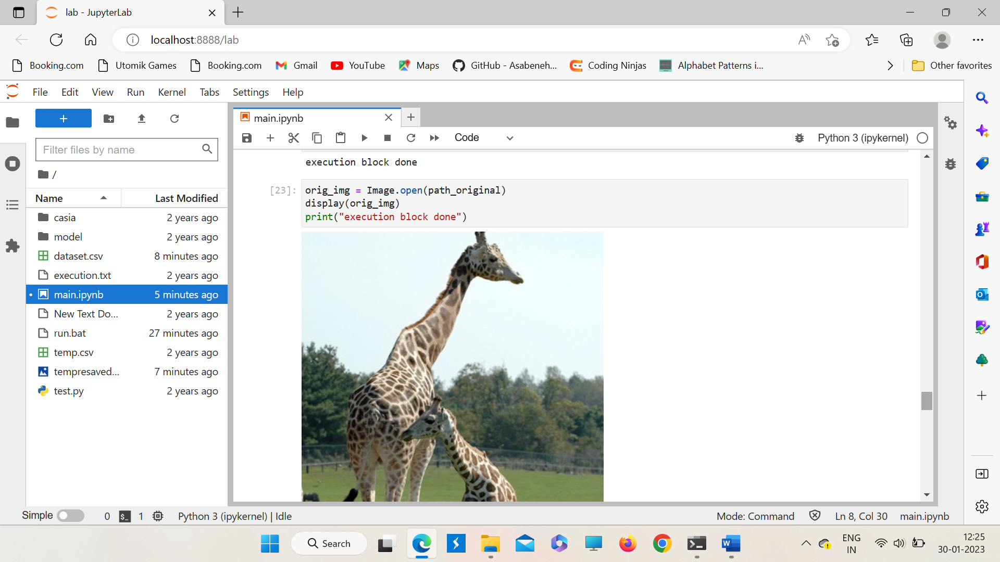 lab - JupyterLab
localhost:8888/lab
Booking.com
Utomik Games
Booking.com
Gmail
YouTube
Maps
GitHub - Asabeneh...
Coding Ninjas
Alphabet Patterns i...
Other favorites
File Edit View Run Kernel Tabs Settings Help
main.ipynb
Filter files by name
/
Code
Python 3 (ipykernel)
Name Last Modified
casia 2 years ago
model 2 years ago
dataset.csv 8 minutes ago
execution.txt 2 years ago
main.ipynb 5 minutes ago
New Text Do... 2 years ago
run.bat 27 minutes ago
temp.csv 2 years ago
tempresaved... 7 minutes ago
test.py 2 years ago
execution block done
[23]: orig_img = Image.open(path_original)
display(orig_img)
print("execution block done")
Simple 0 $_ 1 Python 3 (ipykernel) | Idle
Mode: Command Ln 8, Col 30 main.ipynb
Search
ENG
IN
12:25
30-01-2023